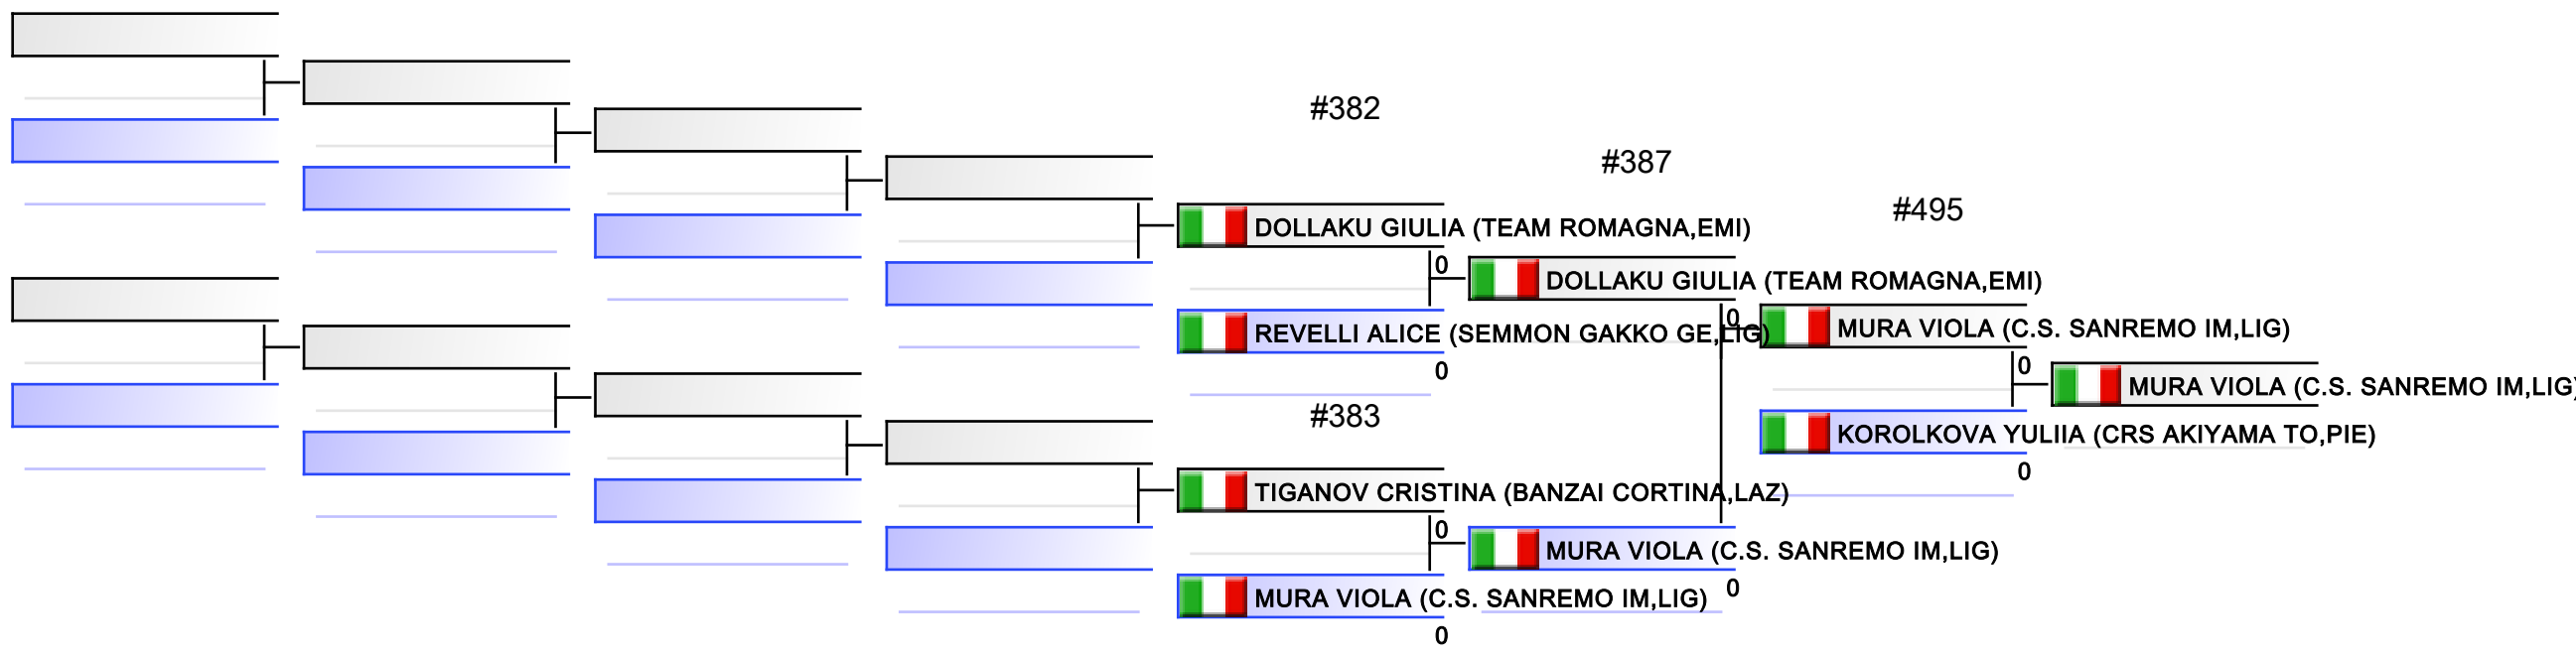 #382
#387
#495
DOLLAKU GIULIA (TEAM ROMAGNA,EMI)
0
DOLLAKU GIULIA (TEAM ROMAGNA,EMI)
REVELLI ALICE (SEMMON GAKKO GE,LIG)
0
0
MURA VIOLA (C.S. SANREMO IM,LIG)
0
MURA VIOLA (C.S. SANREMO IM,LIG)
#383
KOROLKOVA YULIIA (CRS AKIYAMA TO,PIE)
0
TIGANOV CRISTINA (BANZAI CORTINA,LAZ)
0
MURA VIOLA (C.S. SANREMO IM,LIG)
0
MURA VIOLA (C.S. SANREMO IM,LIG)
0